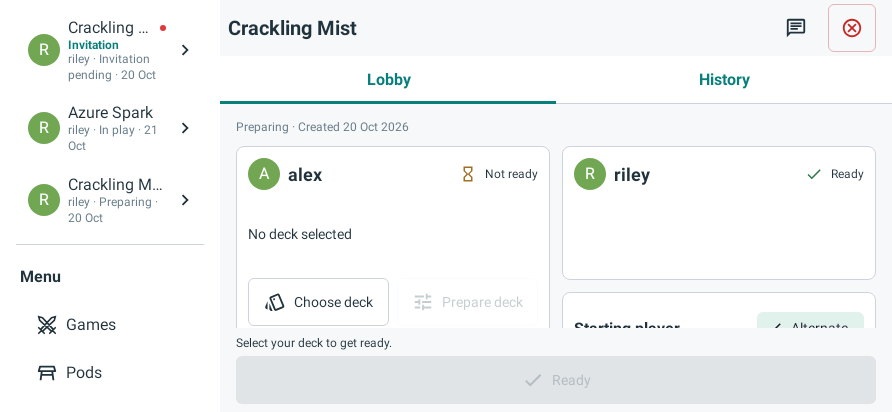 Crackling ...
Invitation
riley · Invitation
pending · 20 Oct
R
Azure Spark
riley · In play · 21
Oct
R
Crackling M...
riley · Preparing ·
20 Oct
R
Menu
Games
Pods
Crackling Mist
Lobby
History
Preparing · Created 20 Oct 2026
A
alex
Not ready
No deck selected
Choose deck
Prepare deck
R
riley
Ready
Starting player
Alternate
Select your deck to get ready.
Ready